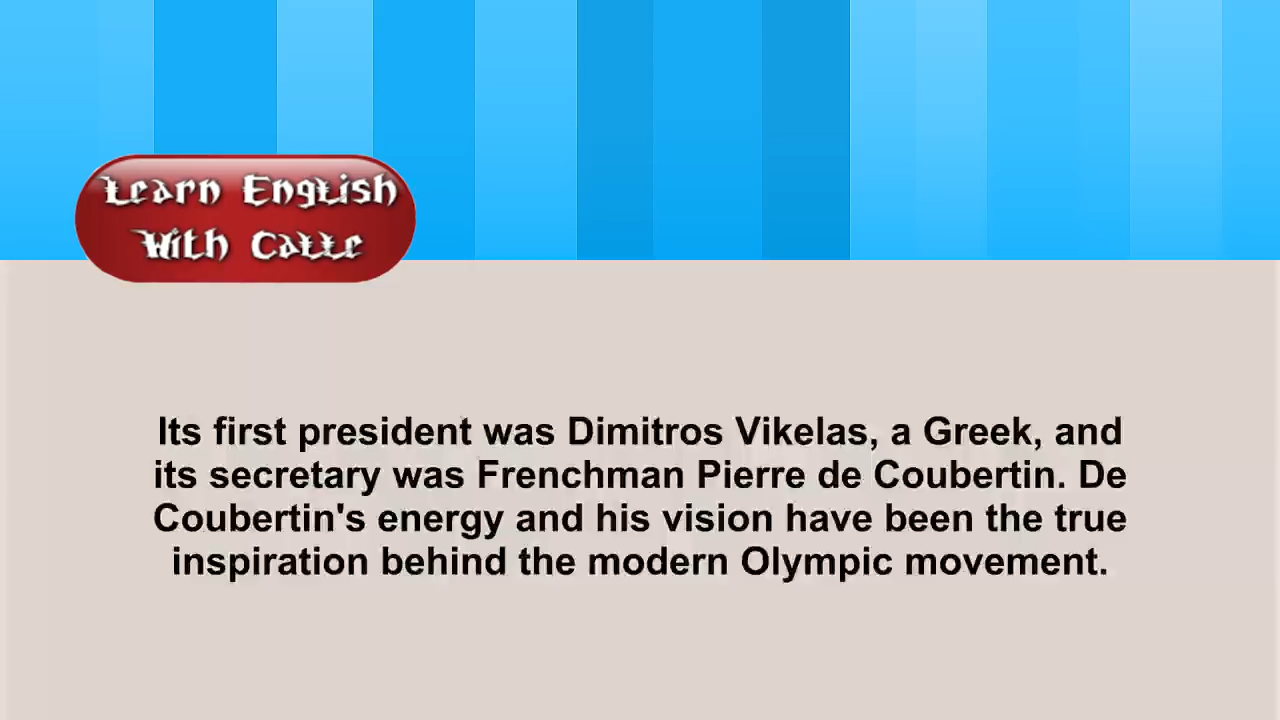 Learn English
With Calle
Its first president was Dimitros Vikelas, a Greek, and
its secretary was Frenchman Pierre de Coubertin. De
Coubertin's energy and his vision have been the true
inspiration behind the modern Olympic movement.